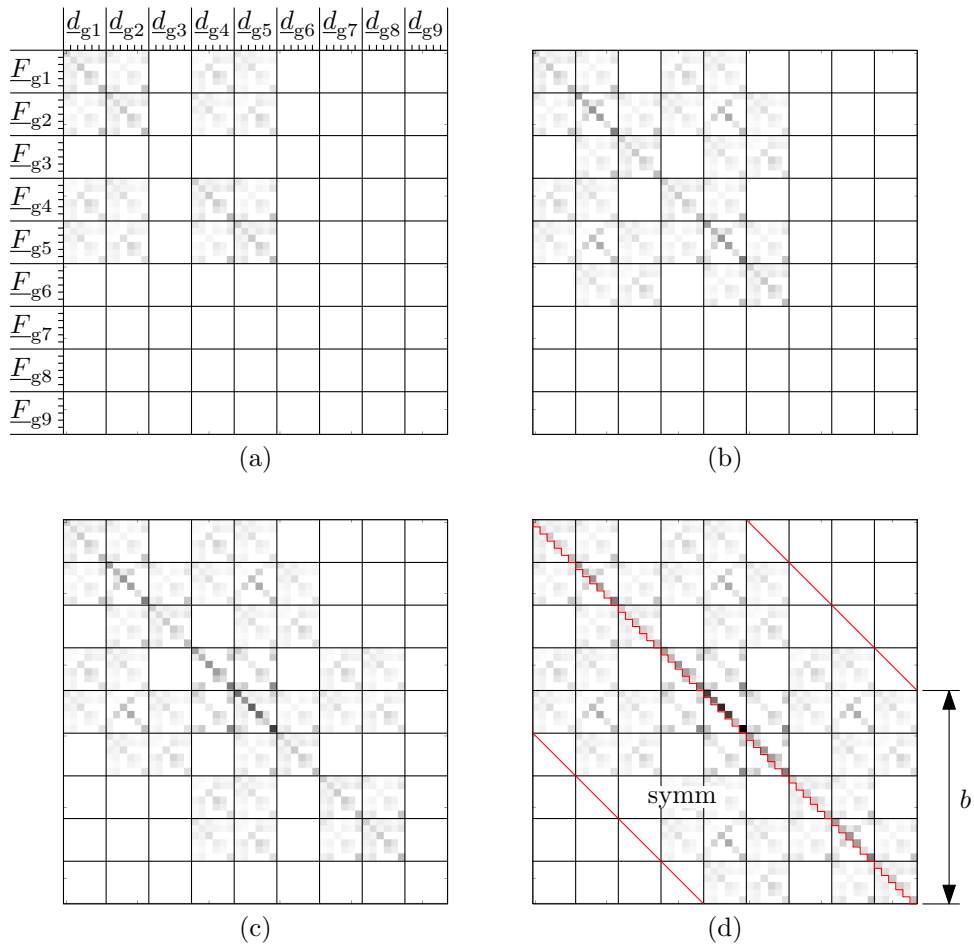 d_g1 d_g2 d_g3 d_g4 d_g5 d_g6 d_g7 d_g8 d_g9
F_g1
F_g2
F_g3
F_g4
F_g5
F_g6
F_g7
F_g8
F_g9
(a) (b)
symm
b
(c) (d)